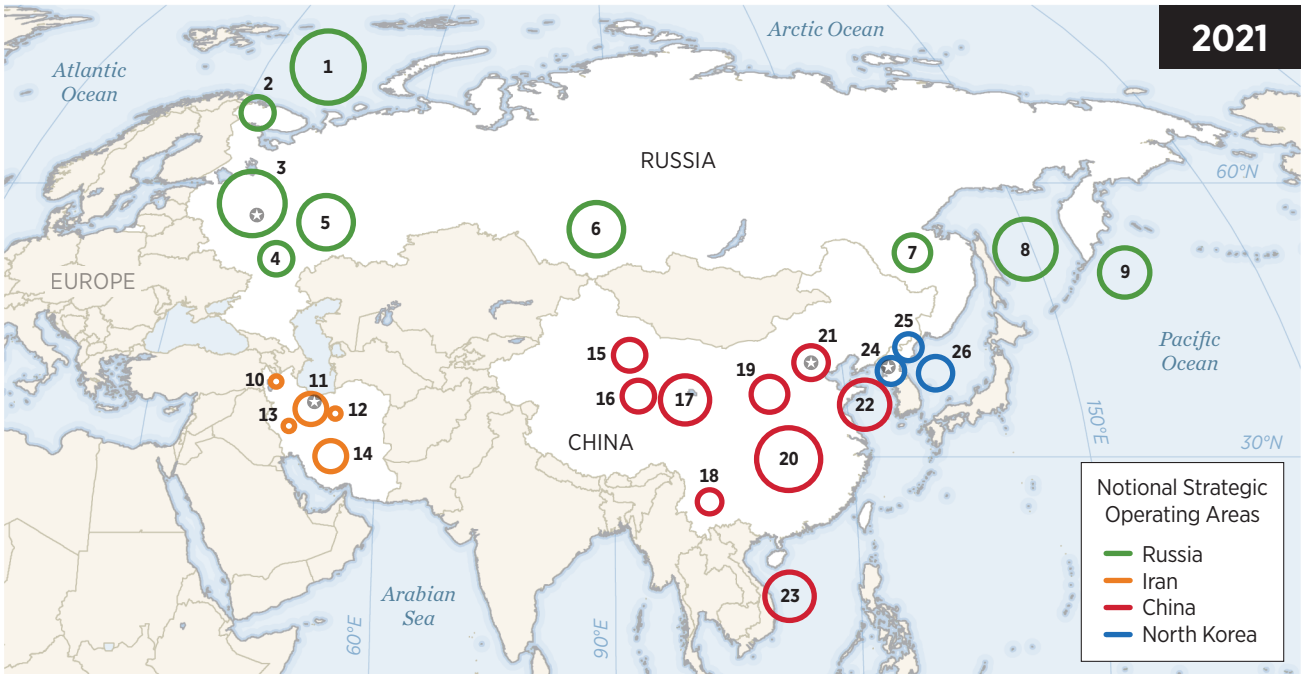 2021
Arctic Ocean
Atlantic
Ocean
1
2
RUSSIA
3
60°N
5
6
4
7
8
9
EUROPE
Pacific
Ocean
25
21
24
26
15
19
10
11
16
17
12
22
13
150°E
CHINA
30°N
14
20
18
Arabian
Sea
23
60°E
90°E
Notional Strategic
Operating Areas
Russia
Iran
China
North Korea